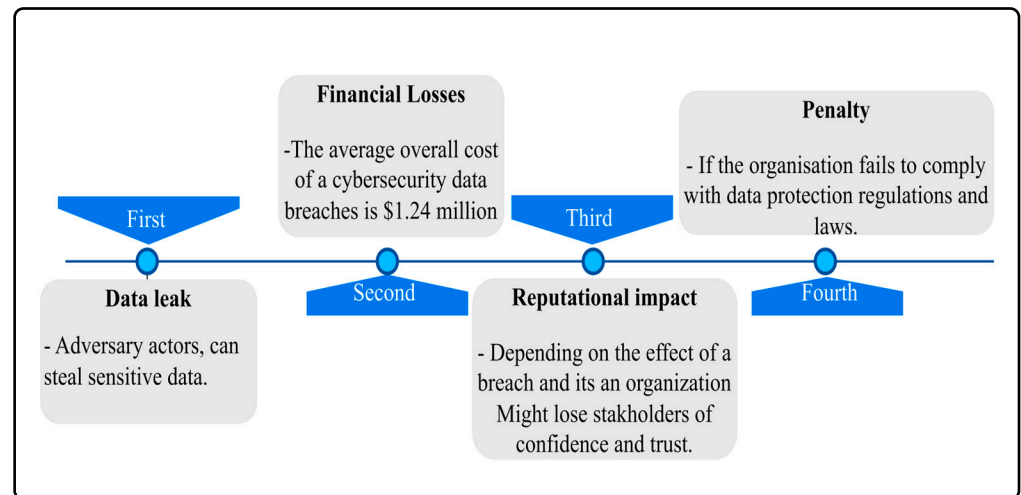 First
Data leak
- Adversary actors, can
steal sensitive data.
Financial Losses
-The average overall cost
of a cybersecurity data
breaches is $1.24 million
Second
Third
Reputational impact
- Depending on the effect of a
breach and its an organization
Might lose stakholders of
confidence and trust.
Penalty
- If the organisation fails to comply
with data protection regulations and
laws.
Fourth